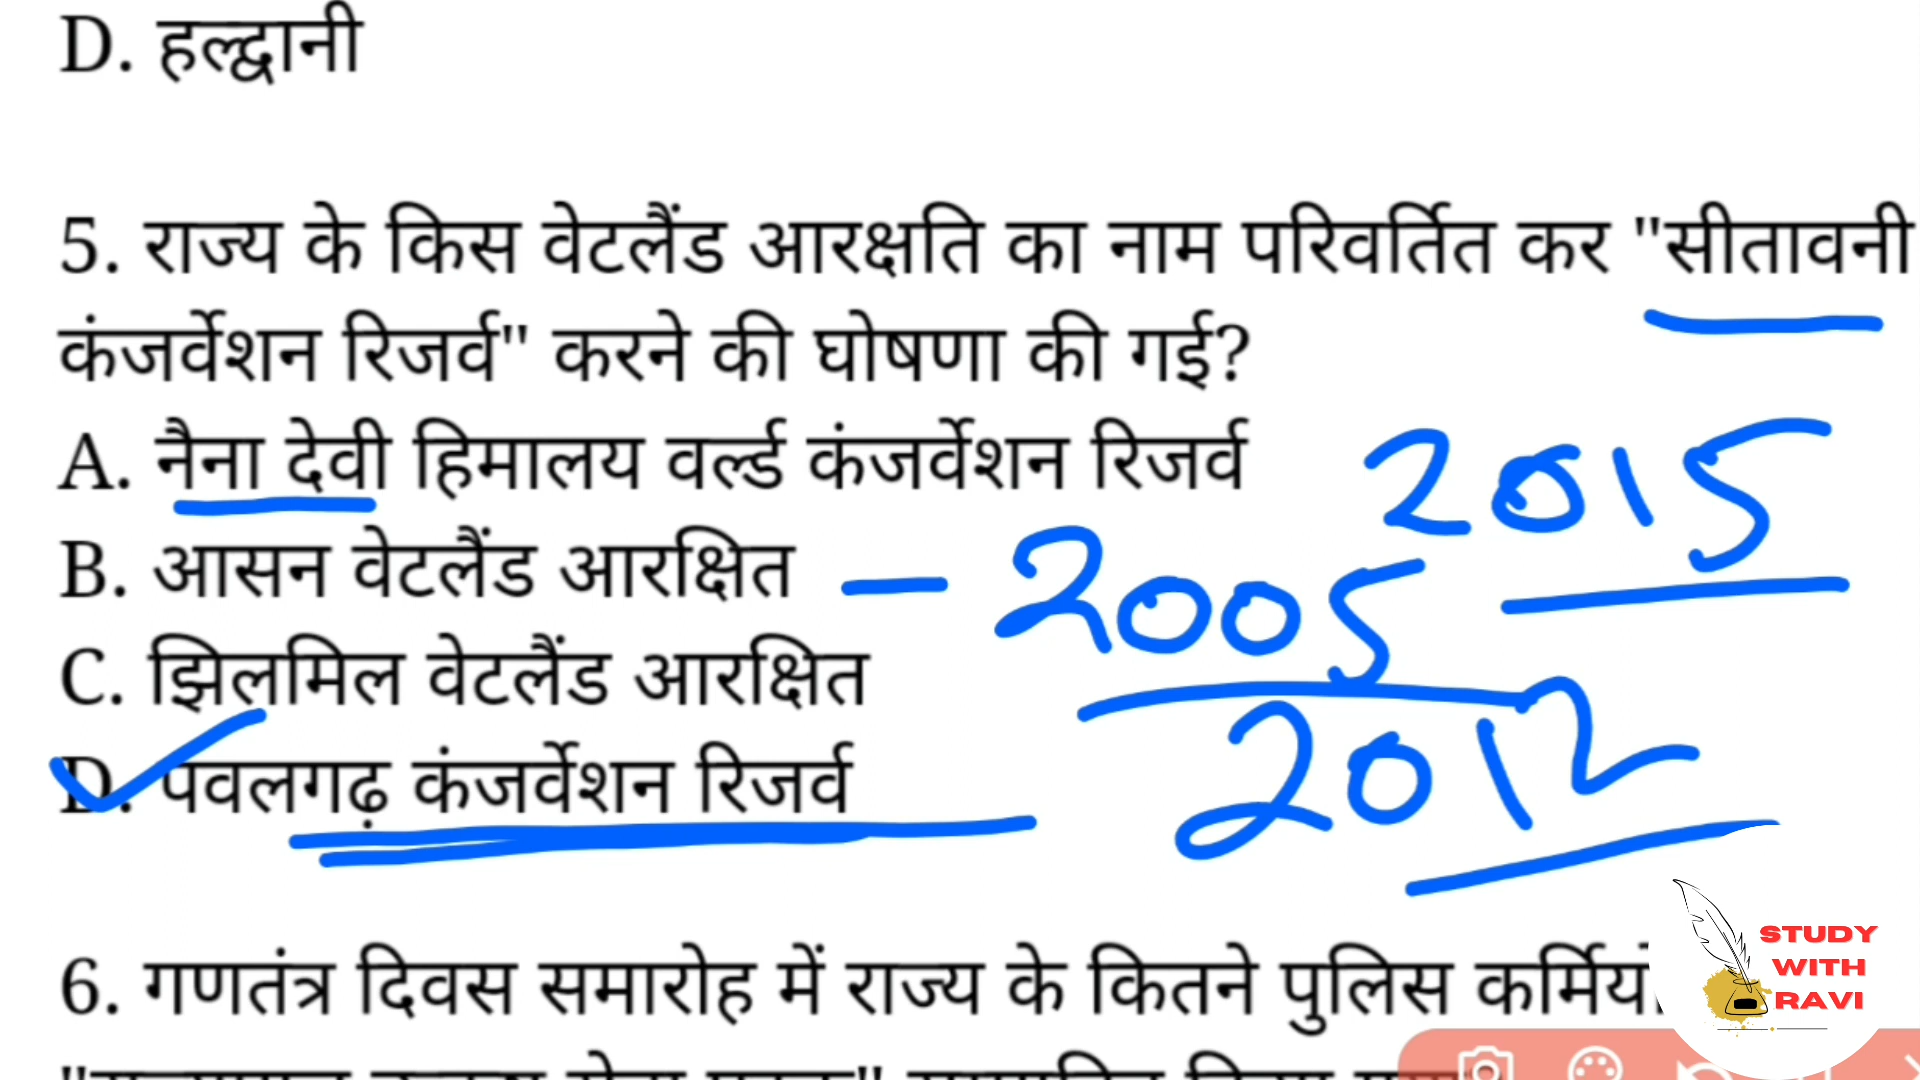 D. हल्द्वानी
5. राज्य के किस वेटलैंड आरक्षति का नाम परिवर्तित कर "सीतावनी
कंजर्वेशन रिजर्व" करने की घोषणा की गई?
A. नैना देवी हिमालय वर्ल्ड कंजर्वेशन रिजर्व
2015
B. आसन वेटलैंड आरक्षित – 2005
C. झिलमिल वेटलैंड आरक्षित
D. पवलगढ़ कंजर्वेशन रिजर्व
2012
6. गणतंत्र दिवस समारोह में राज्य के कितने पुलिस
STUDY
WITH
RAVI